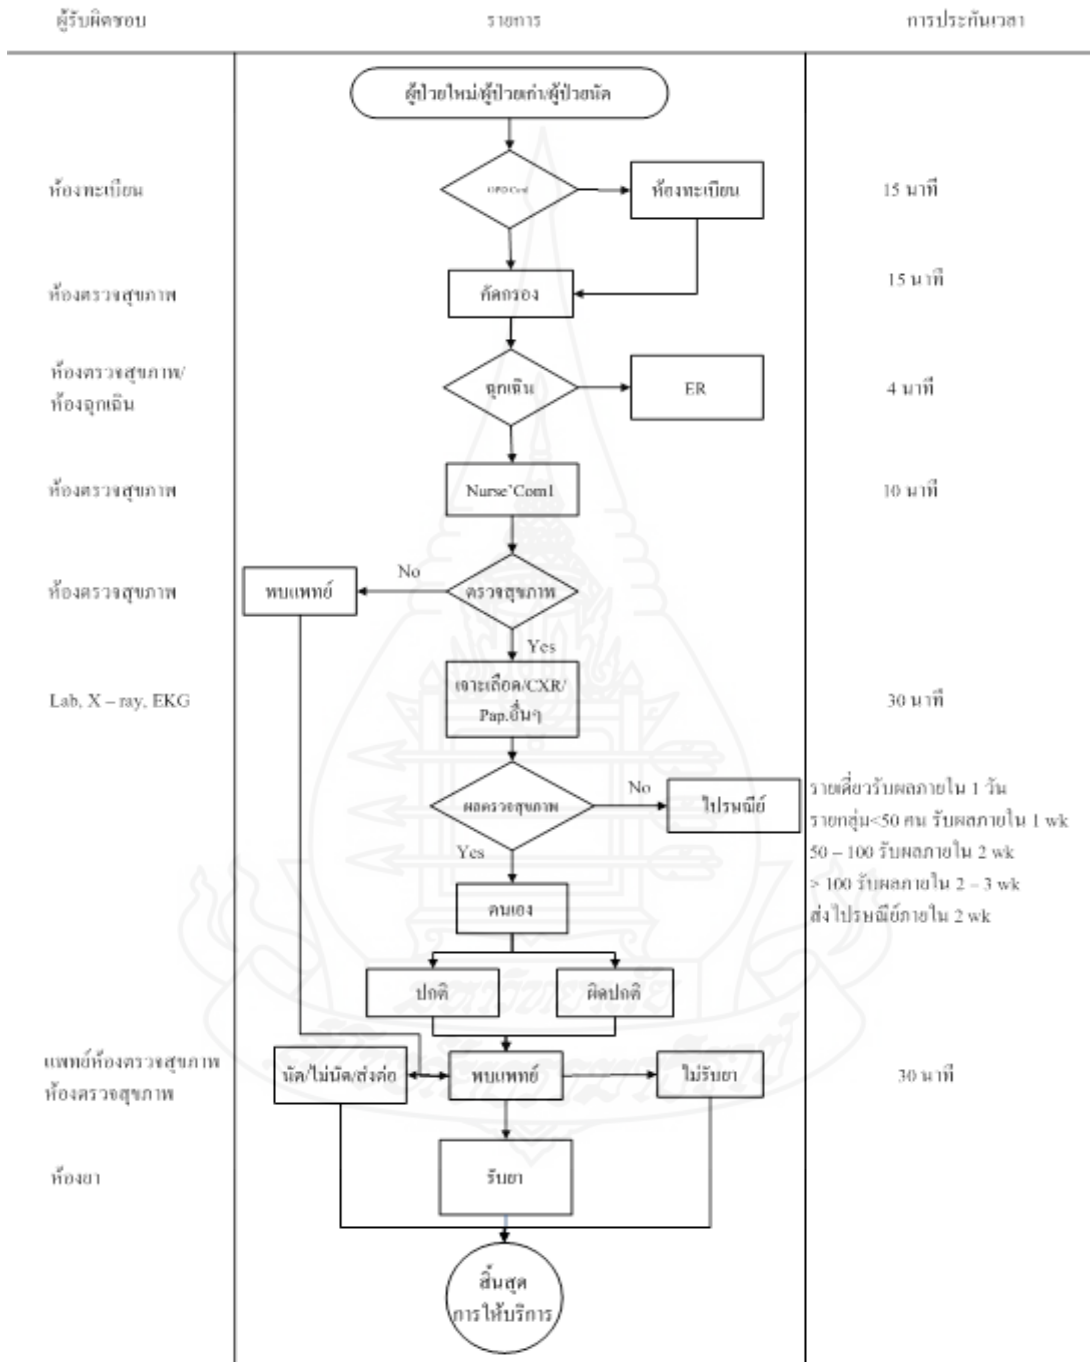 ผู้รับผิดชอบ
รายการ
การประกันเวลา
ผู้ป่วยใหม่/ผู้ป่วยเก่า/ผู้ป่วยนัด
ห้องทะเบียน
OPD Card
ห้องทะเบียน
15 นาที
ห้องตรวจสุขภาพ
คัดกรอง
15 นาที
ห้องตรวจสุขภาพ/
ห้องฉุกเฉิน
ฉุกเฉิน
ER
4 นาที
ห้องตรวจสุขภาพ
Nurse'Com1
10 นาที
ห้องตรวจสุขภาพ
พบแพทย์
No
ตรวจสุขภาพ
Yes
Lab, X – ray, EKG
เจาะเลือด/CXR/
Pap.อื่นๆ
30 นาที
ผลตรวจสุขภาพ
No
ไปรษณีย์
Yes
รายเดี่ยวรับผลภายใน 1 วัน
รายกลุ่ม<50 คน รับผลภายใน 1 wk
50 – 100 รับผลภายใน 2 wk
> 100 รับผลภายใน 2 – 3 wk
ส่งไปรษณีย์ภายใน 2 wk
ตนเอง
ปกติ
ผิดปกติ
แพทย์ห้องตรวจสุขภาพ
ห้องตรวจสุขภาพ
นัด/ไม่นัด/ส่งต่อ
พบแพทย์
ไม่รับยา
30 นาที
ห้องยา
รับยา
สิ้นสุด
การให้บริการ